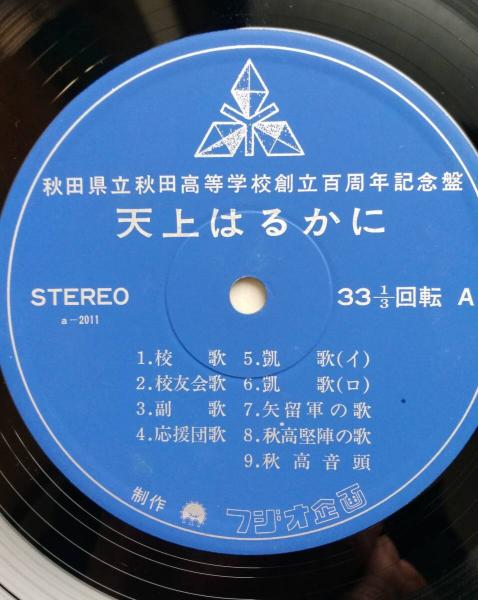 秋田県立秋田高等学校創立百周年記念盤
天上はるかに
STEREO
a-2011
33 1/3 回転 A
1.校　歌
2.校友会歌
3.副　歌
4.応援団歌
5.凱　歌(イ)
6.凱　歌(ロ)
7.矢留軍の歌
8.秋高堅陣の歌
9.秋高音頭
制作 フジオ企画